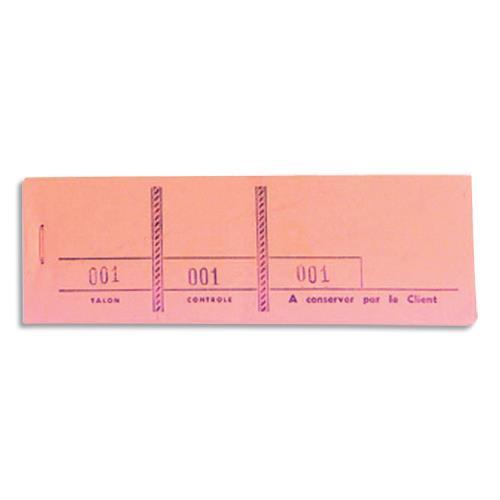 001 001 001
TALON CONTROLE A conserver par le Client